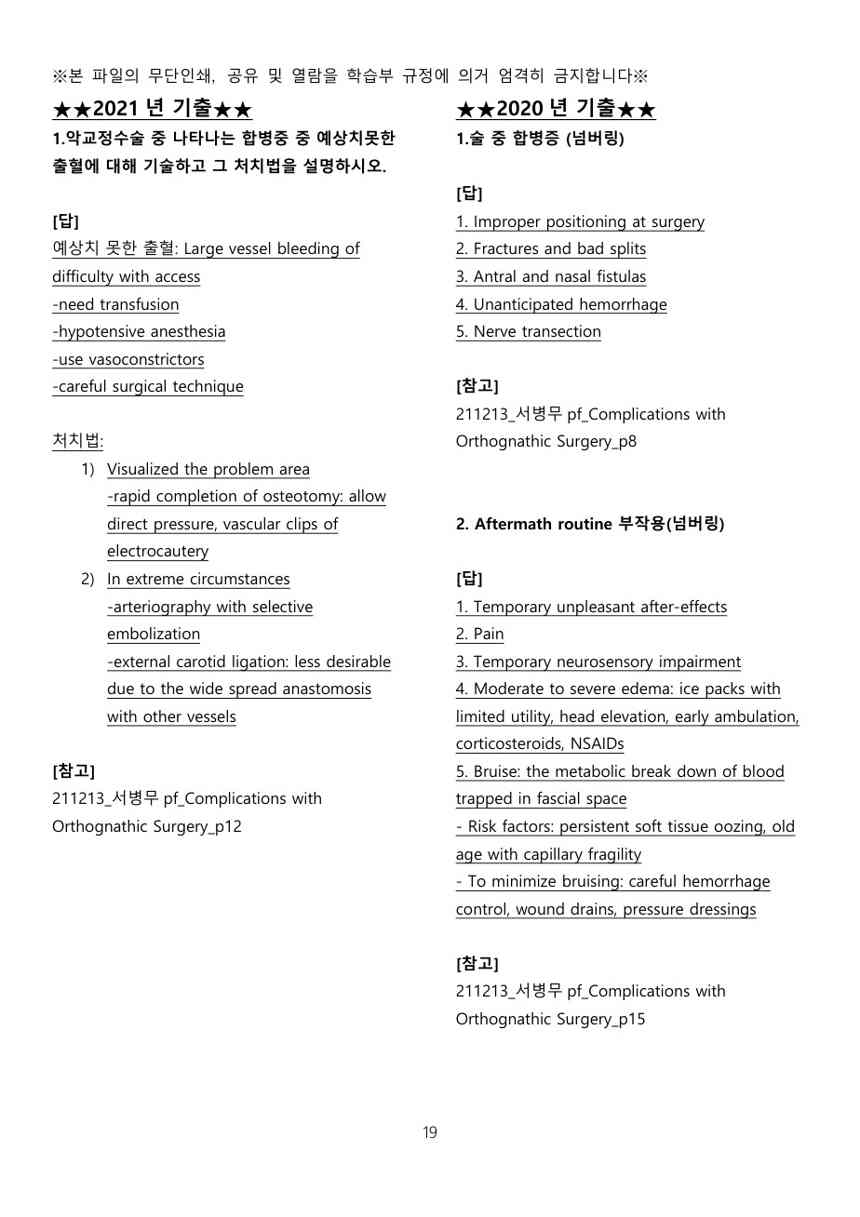 ※본 파일의 무단인쇄, 공유 및 열람을 학습부 규정에 의거 엄격히 금지합니다※
★★2021 년 기출★★
1.악교정수술 중 나타나는 합병중 중 예상치못한
출혈에 대해 기술하고 그 처치법을 설명하시오.
[답]
예상치 못한 출혈: Large vessel bleeding of
difficulty with access
-need transfusion
-hypotensive anesthesia
-use vasoconstrictors
-careful surgical technique
처치법:
1) Visualized the problem area
-rapid completion of osteotomy: allow
direct pressure, vascular clips of
electrocautery
2) In extreme circumstances
-arteriography with selective
embolization
-external carotid ligation: less desirable
due to the wide spread anastomosis
with other vessels
[참고]
211213_서병무 pf_Complications with
Orthognathic Surgery_p12
★★2020 년 기출★★
1.술 중 합병증 (넘버링)
[답]
1. Improper positioning at surgery
2. Fractures and bad splits
3. Antral and nasal fistulas
4. Unanticipated hemorrhage
5. Nerve transection
[참고]
211213_서병무 pf_Complications with
Orthognathic Surgery_p8
2. Aftermath routine 부작용(넘버링)
[답]
1. Temporary unpleasant after-effects
2. Pain
3. Temporary neurosensory impairment
4. Moderate to severe edema: ice packs with
limited utility, head elevation, early ambulation,
corticosteroids, NSAIDs
5. Bruise: the metabolic break down of blood
trapped in fascial space
- Risk factors: persistent soft tissue oozing, old
age with capillary fragility
- To minimize bruising: careful hemorrhage
control, wound drains, pressure dressings
[참고]
211213_서병무 pf_Complications with
Orthognathic Surgery_p15
19